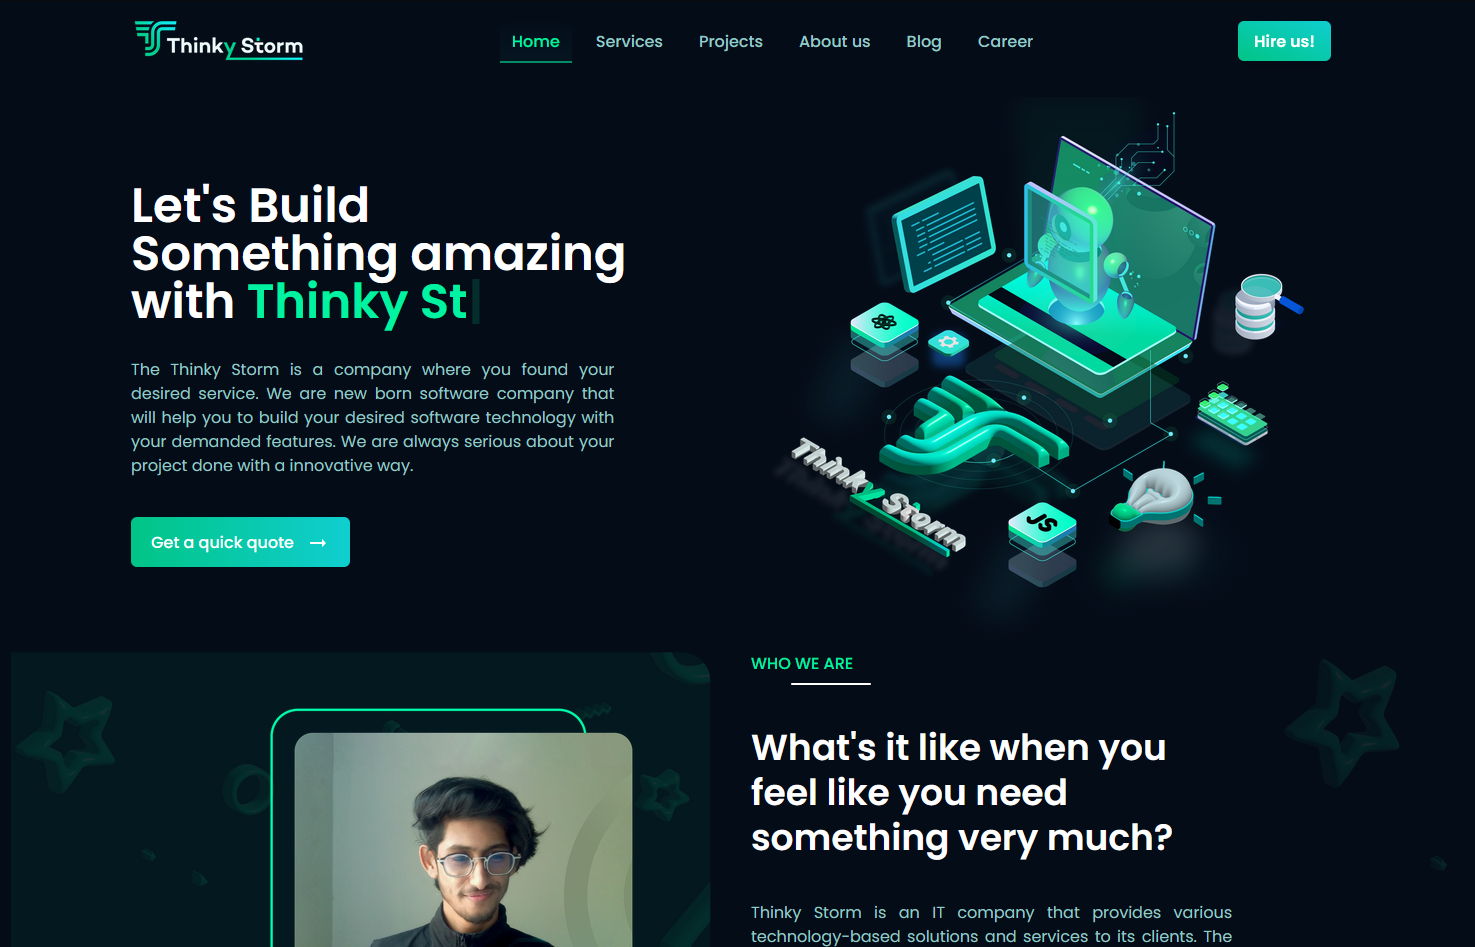 Thinky Storm
Home
Services
Projects
About us
Blog
Career
Hire us!
Let's Build
Something amazing
with Thinky St
The Thinky Storm is a company where you found your
desired service. We are new born software company that
will help you to build your desired software technology with
your demanded features. We are always serious about your
project done with a innovative way.
Get a quick quote
Thinky Storm
JS
WHO WE ARE
What's it like when you
feel like you need
something very much?
Thinky Storm is an IT company that provides various
technology-based solutions and services to its clients. The